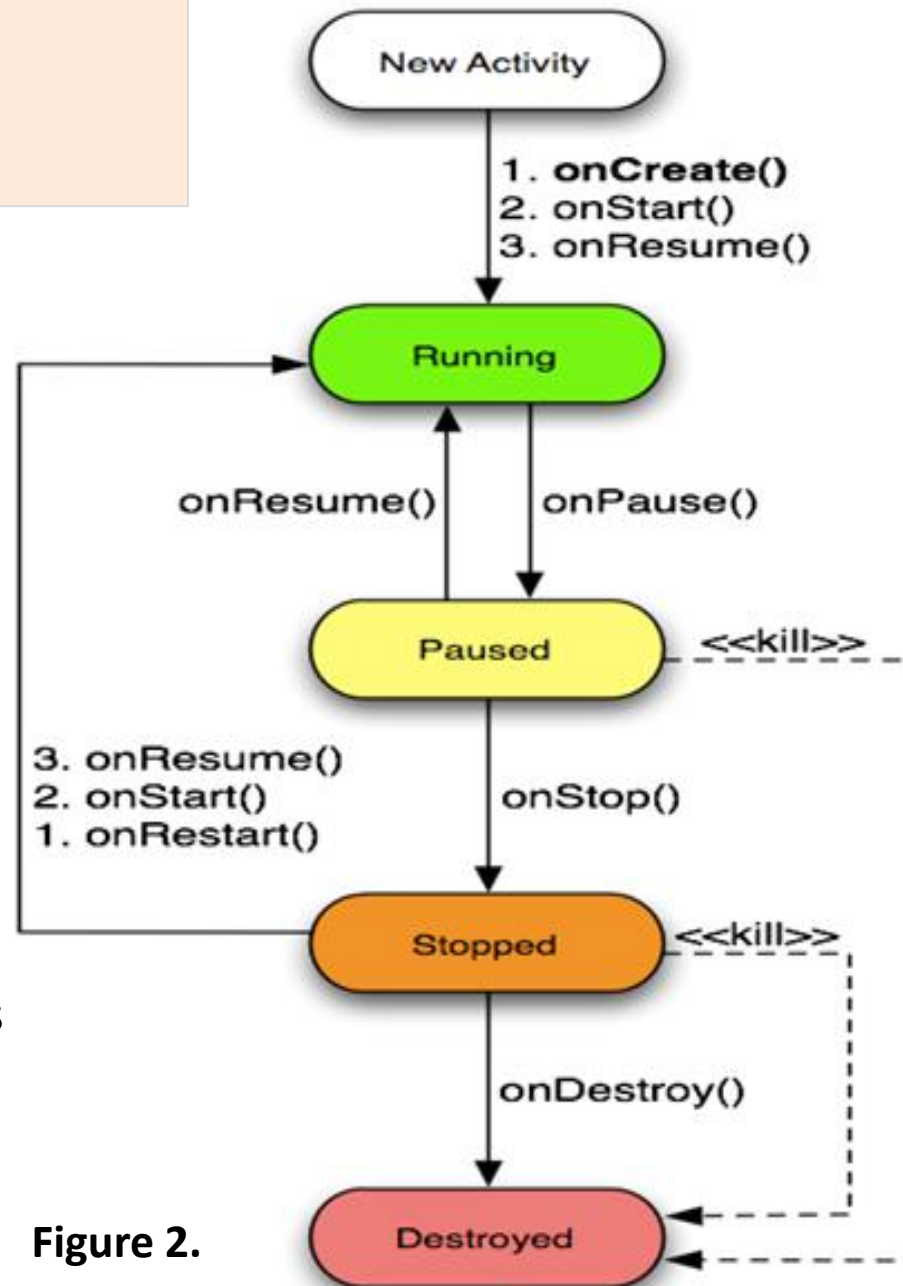 New Activity
1. onCreate()
2. onStart()
3. onResume()
Running
onResume()
onPause()
Paused
<<kill>>
3. onResume()
2. onStart()
1. onRestart()
onStop()
Stopped
<<kill>>
s
onDestroy()
Destroyed
Figure 2.